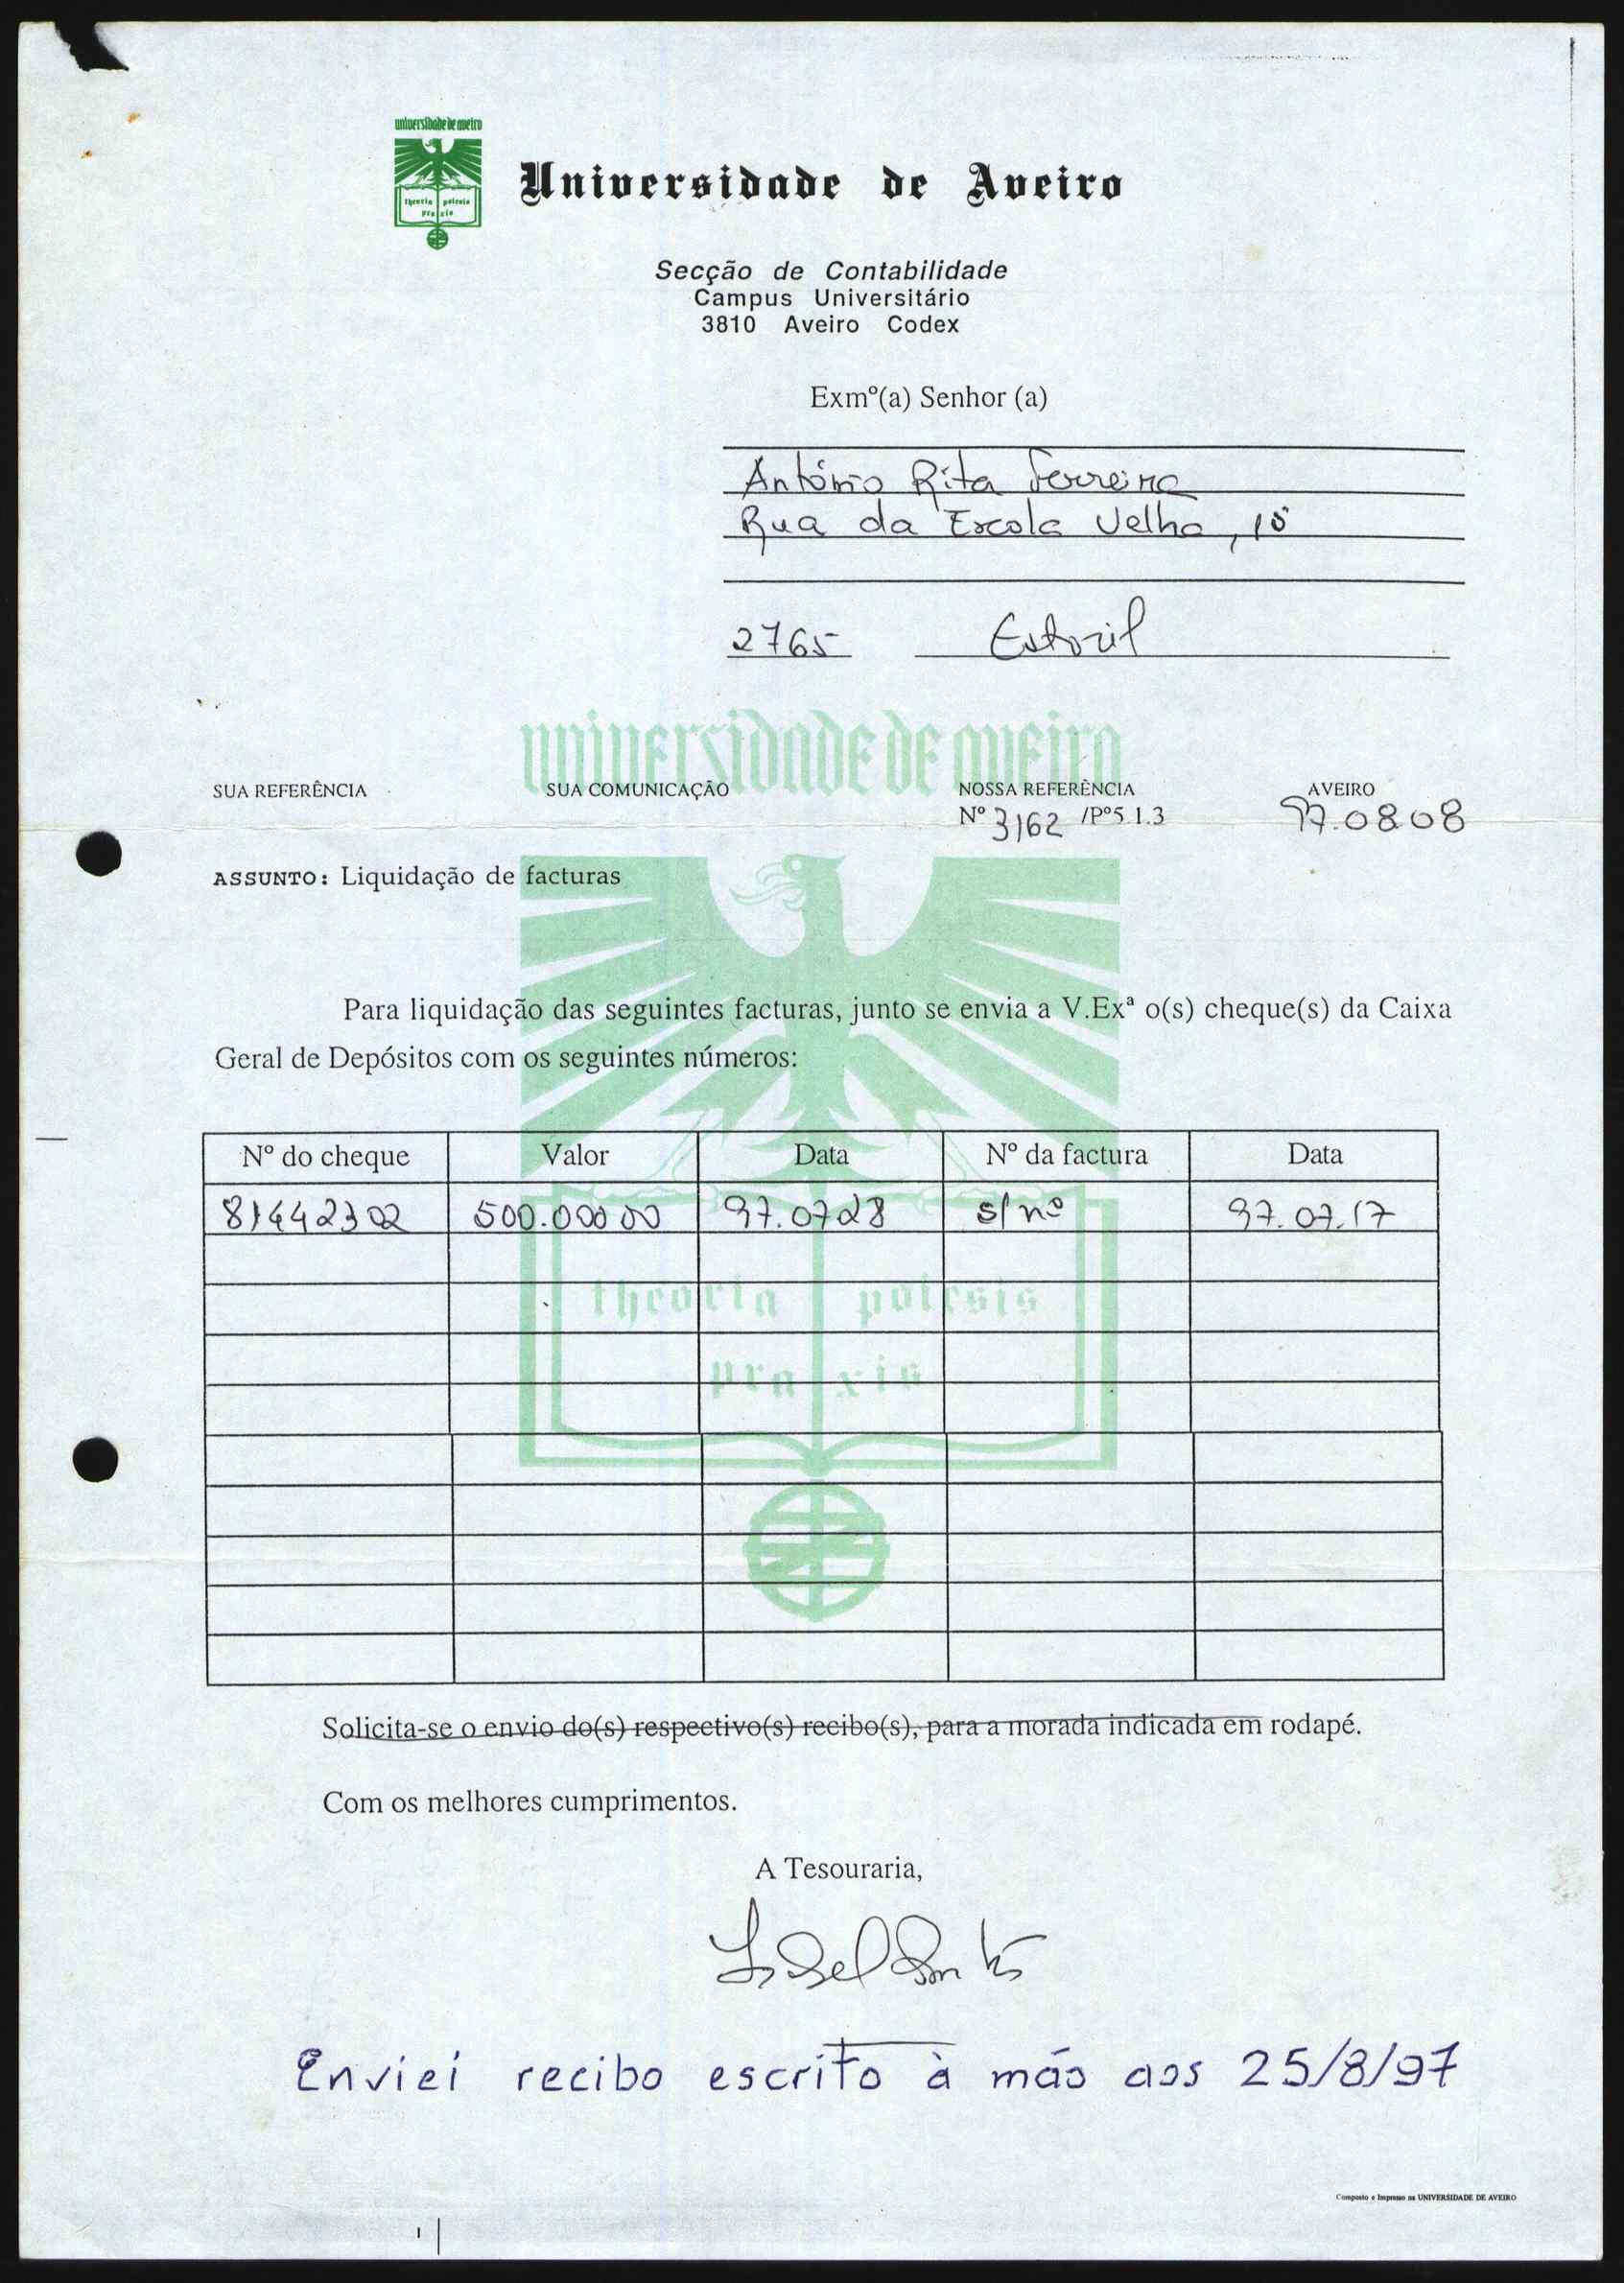 universidade de aveiro
theoria poiesis
praxis
Universidade de Aveiro
Secção de Contabilidade
Campus Universitário
3810 Aveiro Codex
Exmº(a) Senhor (a)
António Rita Ferreira
Rua da Escola Velha, 15
2765 Estoril
universidade de aveiro
SUA REFERÊNCIA SUA COMUNICAÇÃO NOSSA REFERÊNCIA AVEIRO
Nº 3162 /Pº5.1.3 97.08.08
ASSUNTO: Liquidação de facturas
Para liquidação das seguintes facturas, junto se envia a V.Exª o(s) cheque(s) da Caixa
Geral de Depósitos com os seguintes números:
Nº do cheque Valor Data Nº da factura Data
81442302 500.000 00 97.0728 s/ nº 97.07.17
theoria poiesis
praxis
Solicita-se o envio do(s) respectivo(s) recibo(s), para a morada indicada em rodapé.
Com os melhores cumprimentos.
A Tesouraria,
Enviei recibo escrito à mão aos 25/8/97
Composto e Impresso na UNIVERSIDADE DE AVEIRO